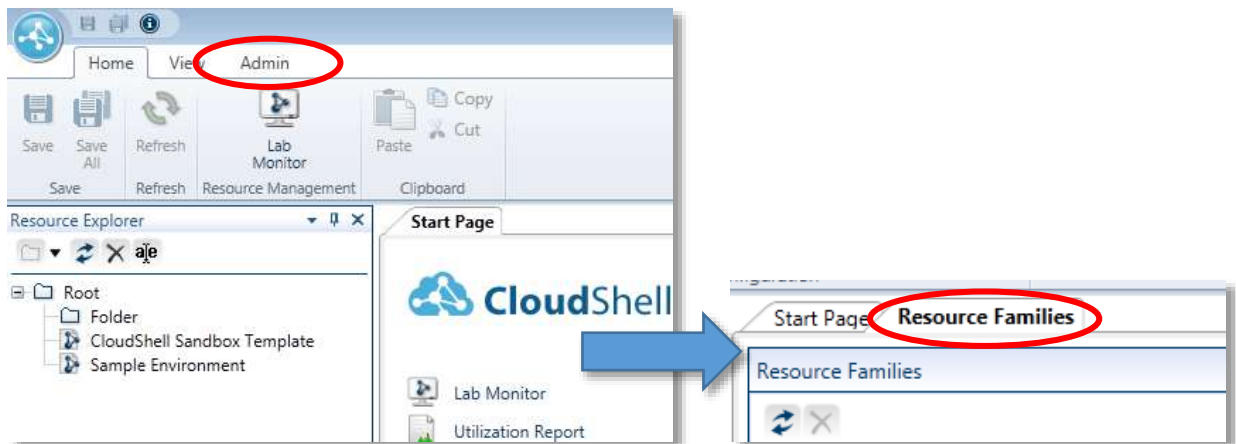 Home View Admin
Save Save All Refresh Lab Monitor Paste Copy
Cut
Save Refresh Resource Management Clipboard
Resource Explorer
Start Page
a e
Root
Folder
CloudShell Sandbox Template
Sample Environment
CloudShell
Lab Monitor
Utilization Report
Start Page Resource Families
Resource Families